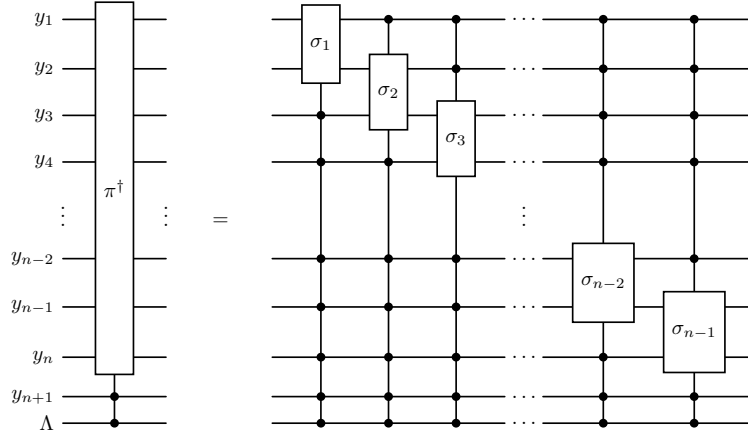 y₁ σ₁ ···
y₂ σ₂ ···
y₃ σ₃ ···
y₄ ···
π†
⋮ ⋮ = ⋮
yₙ₋₂ ···
σₙ₋₂
yₙ₋₁ ···
σₙ₋₁
yₙ ···
yₙ₊₁ ···
Λ ···